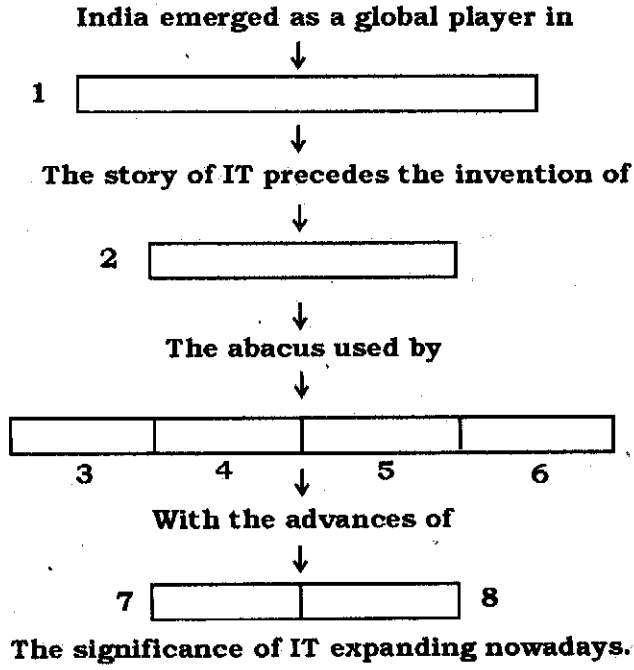 India emerged as a global player in
1
The story of IT precedes the invention of
2
The abacus used by
3 4 5 6
With the advances of
7 8
The significance of IT expanding nowadays.